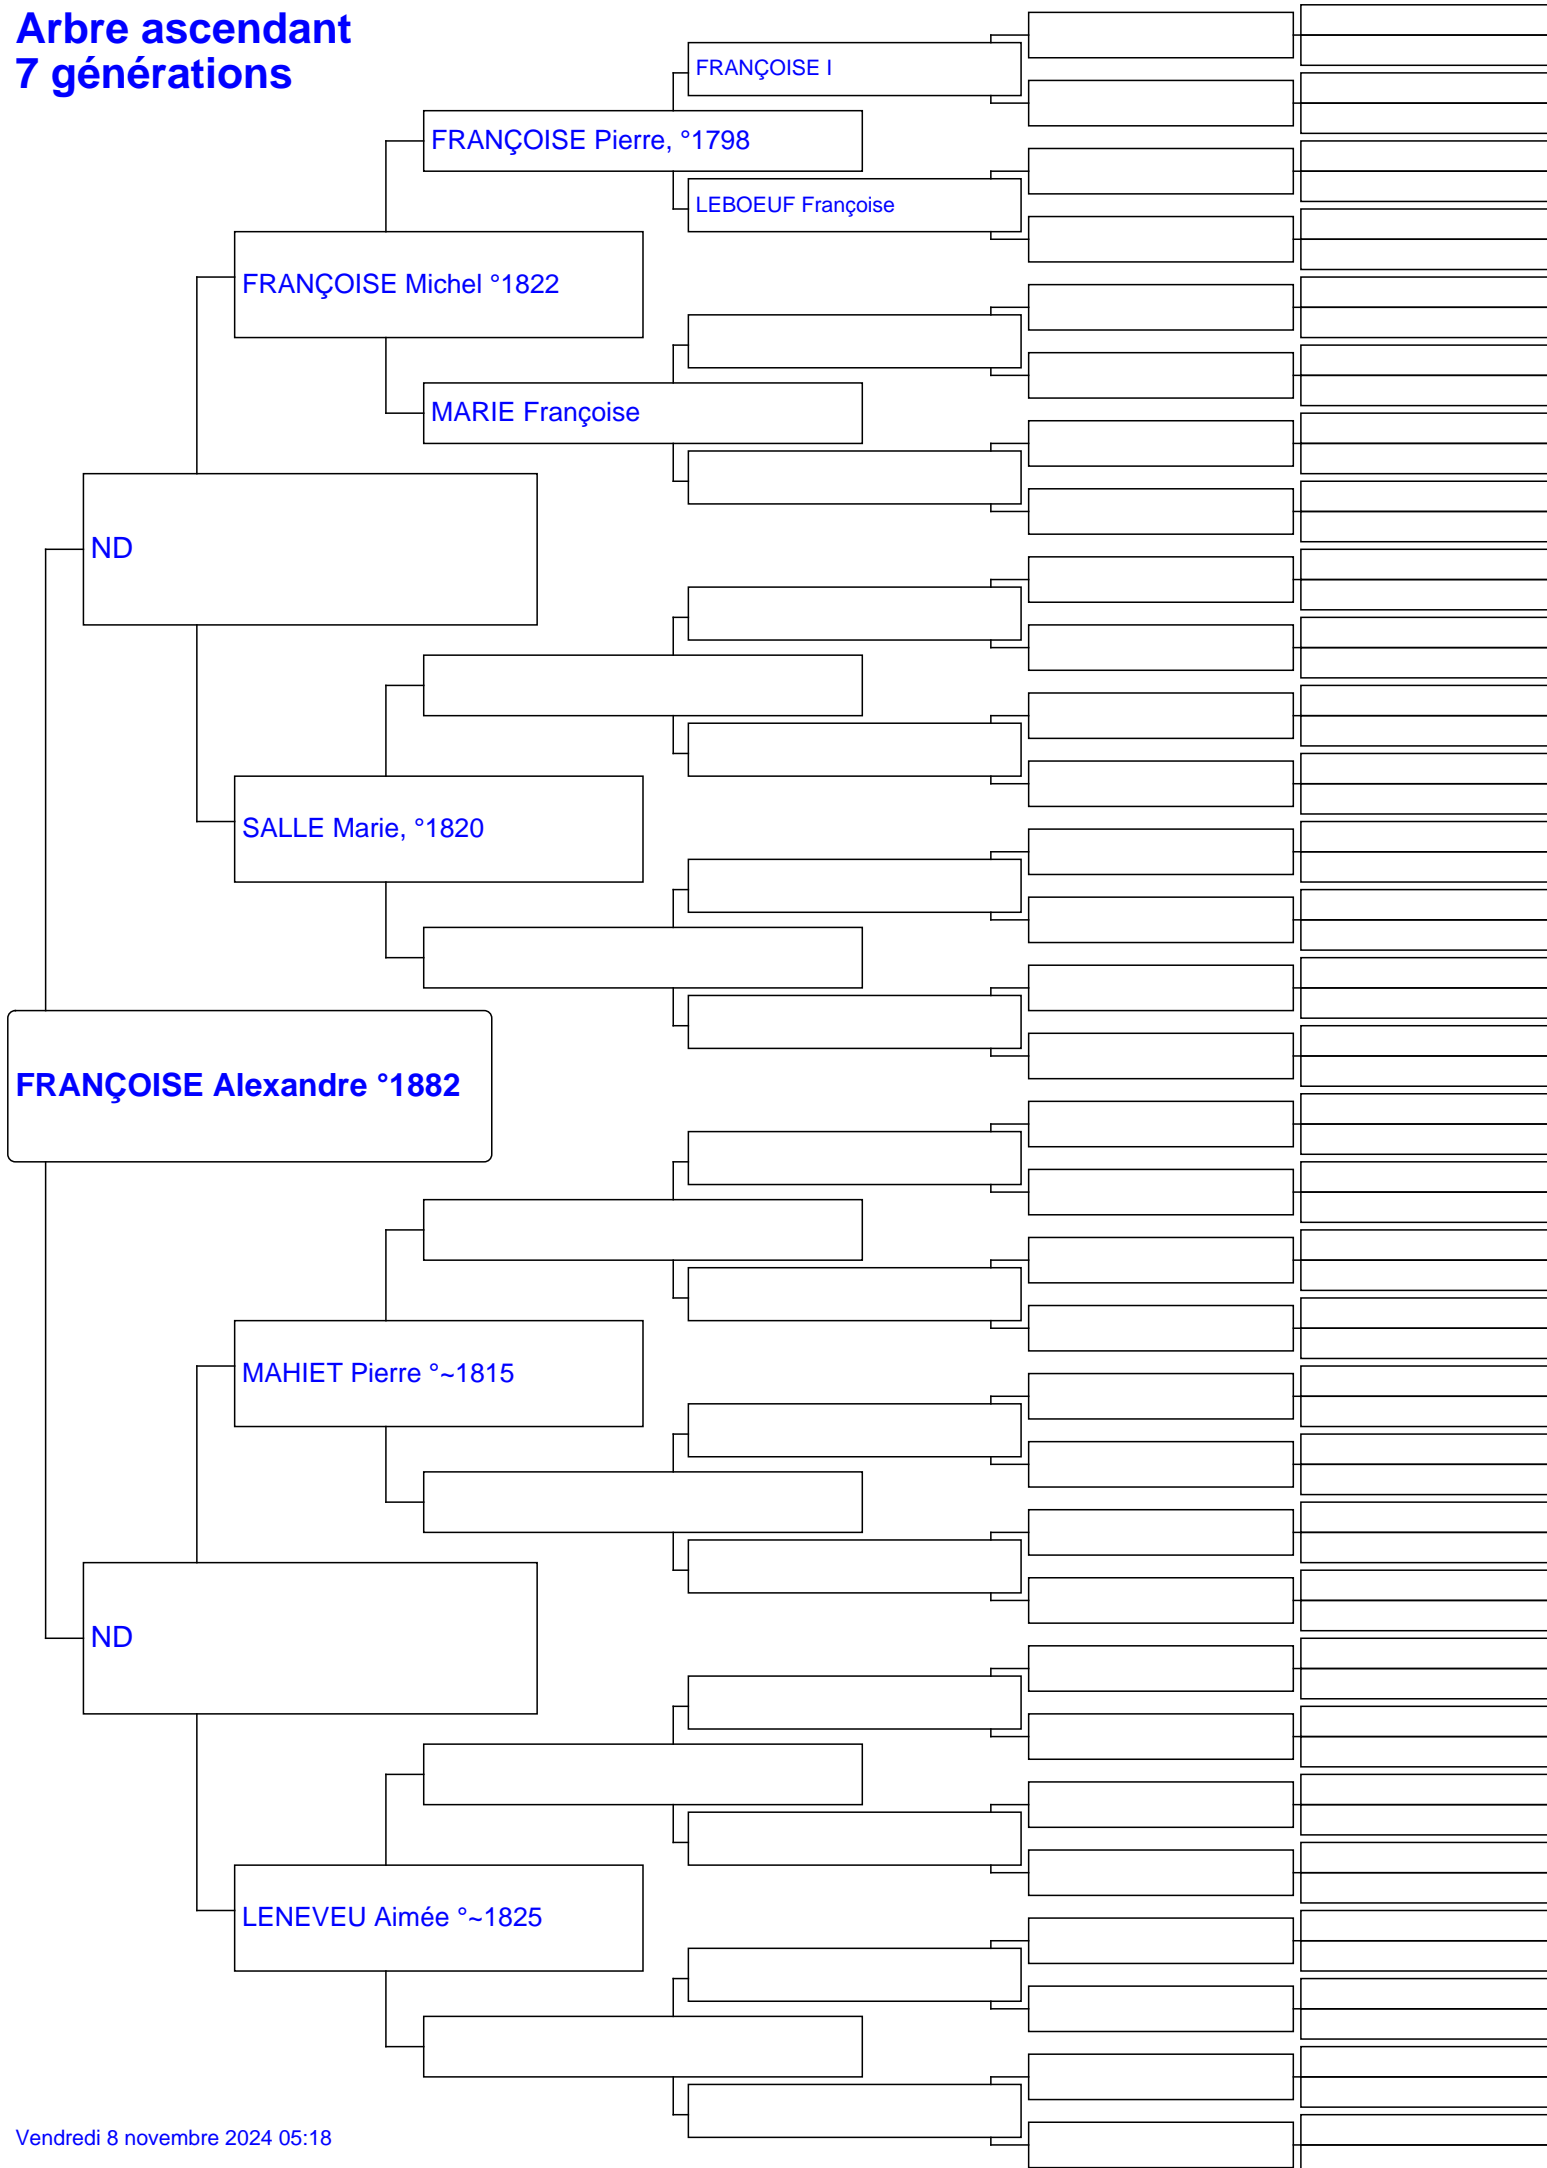 Arbre ascendant
7 générations
FRANÇOISE I
FRANÇOISE Pierre, °1798
LEBOEUF Françoise
FRANÇOISE Michel °1822
MARIE Françoise
ND
SALLE Marie, °1820
FRANÇOISE Alexandre °1882
MAHIET Pierre °~1815
ND
LENEVEU Aimée °~1825
Vendredi 8 novembre 2024 05:18